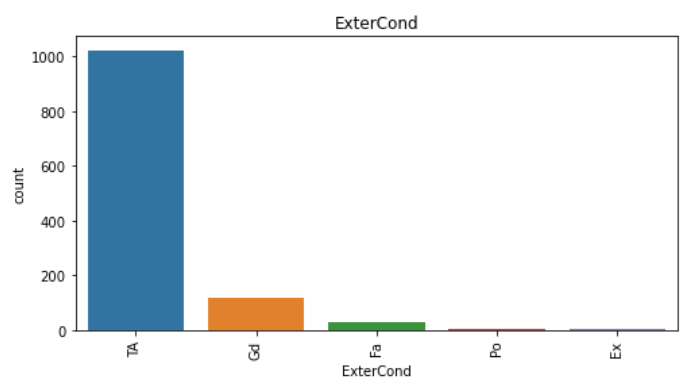 ExterCond
1000
800
600
400
200
0
count
TA
Gd
Fa
Po
Ex
ExterCond